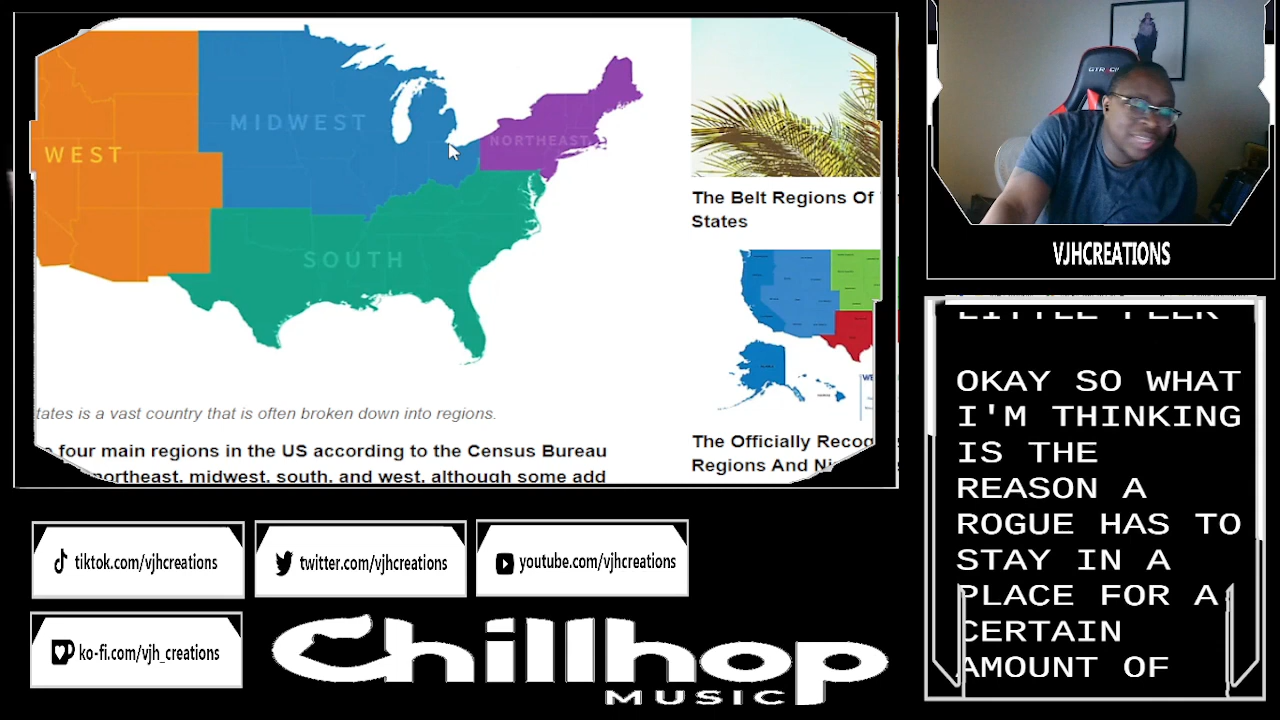 WEST
MIDWEST
NORTHEAST
SOUTH
tates is a vast country that is often broken down into regions.
four main regions in the US according to the Census Bureau
northeast, midwest, south, and west, although some add
The Belt Regions Of
States
The Officially Recog
Regions And Ni
VJHCREATIONS
LITTLE PEEK
OKAY SO WHAT
I'M THINKING
IS THE
REASON A
ROGUE HAS TO
STAY IN A
PLACE FOR A
CERTAIN
AMOUNT OF
tiktok.com/vjhcreations
twitter.com/vjhcreations
youtube.com/vjhcreations
ko-fi.com/vjh_creations
Chillhop
MUSIC